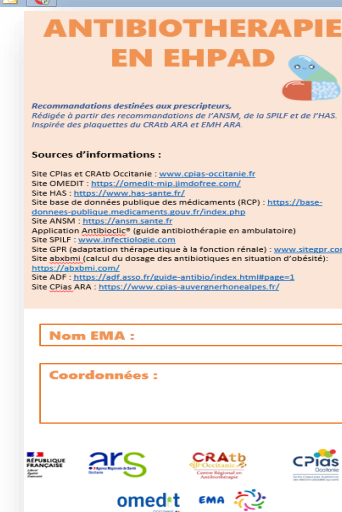 ANTIBIOTHERAPIE
EN EHPAD
Recommandations destinées aux prescripteurs,
Rédigée à partir des recommandations de l'ANSM, de la SPILF et de l'HAS.
Inspirée des plaquettes du CRAtb ARA et EMH ARA
Sources d'informations :
Site CPIas et CRAtb Occitanie : www.cpias-occitanie.fr
Site OMEDIT : https://omedit-mip.jimdofree.com/
Site HAS : https://www.has-sante.fr/
Site base de données publique des médicaments (RCP) : https://base-
donnees-publique.medicaments.gouv.fr/index.php
Site ANSM : https://ansm.sante.fr
Application Antibioclic® (guide antibiothérapie en ambulatoire)
Site SPILF : www.infectiologie.com
Site GPR (adaptation thérapeutique à la fonction rénale) : www.sitegpr.com
Site abxbmi (calcul du dosage des antibiotiques en situation d'obésité):
https://abxbmi.com/
Site ADF : https://adf.asso.fr/guide-antibio/index.html#page=1
Site CPias ARA : https://www.cpias-auvergnerhonealpes.fr/
Nom EMA :
Coordonnées :
RÉPUBLIQUE
FRANÇAISE
ars
CRAtb
Occitanie
Centre Régional en
Antibiothérapie
CPias
Occitanie
omedit
EMA